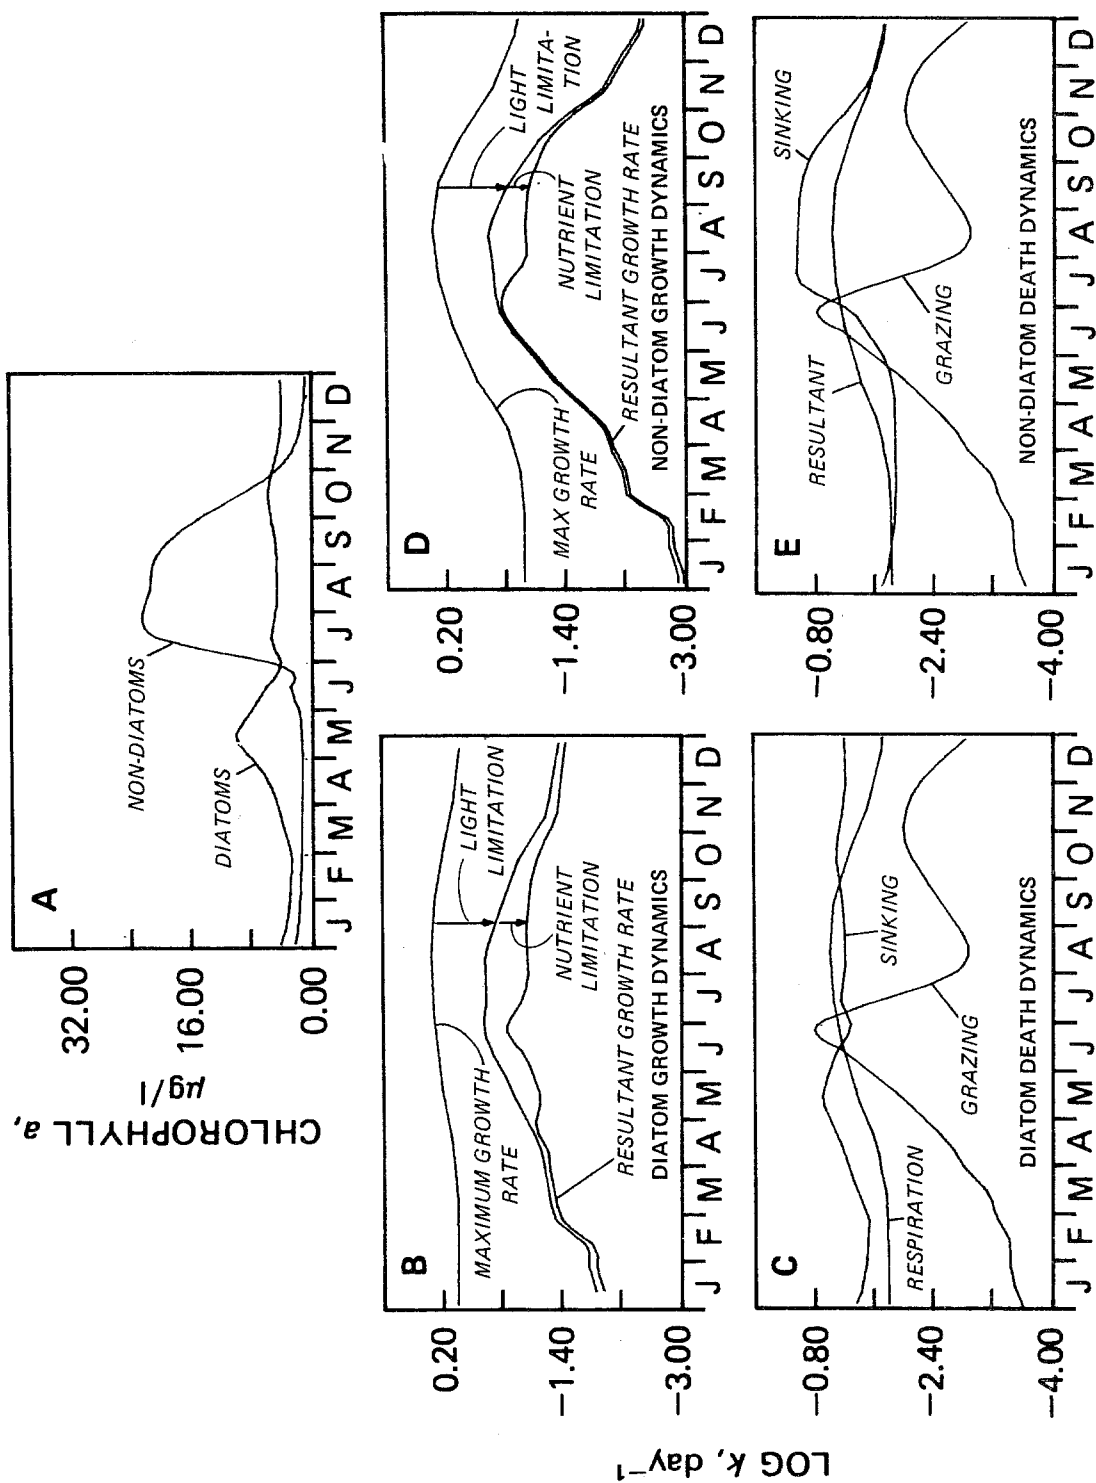 A
CHLOROPHYLL a,
µg/l
32.00
16.00
0.00
NON-DIATOMS
DIATOMS
J F M A M J J A S O N D
LOG k, day⁻¹
B
0.20
−1.40
−3.00
MAXIMUM GROWTH
RATE
LIGHT
LIMITATION
NUTRIENT
LIMITATION
RESULTANT GROWTH RATE
DIATOM GROWTH DYNAMICS
J F M A M J J A S O N D
D
0.20
−1.40
−3.00
MAX GROWTH
RATE
LIGHT
LIMITA-
TION
NUTRIENT
LIMITATION
RESULTANT GROWTH RATE
NON-DIATOM GROWTH DYNAMICS
J F M A M J J A S O N D
C
−0.80
−2.40
−4.00
RESPIRATION
SINKING
GRAZING
DIATOM DEATH DYNAMICS
J F M A M J J A S O N D
E
−0.80
−2.40
−4.00
SINKING
RESULTANT
GRAZING
NON-DIATOM DEATH DYNAMICS
J F M A M J J A S O N D